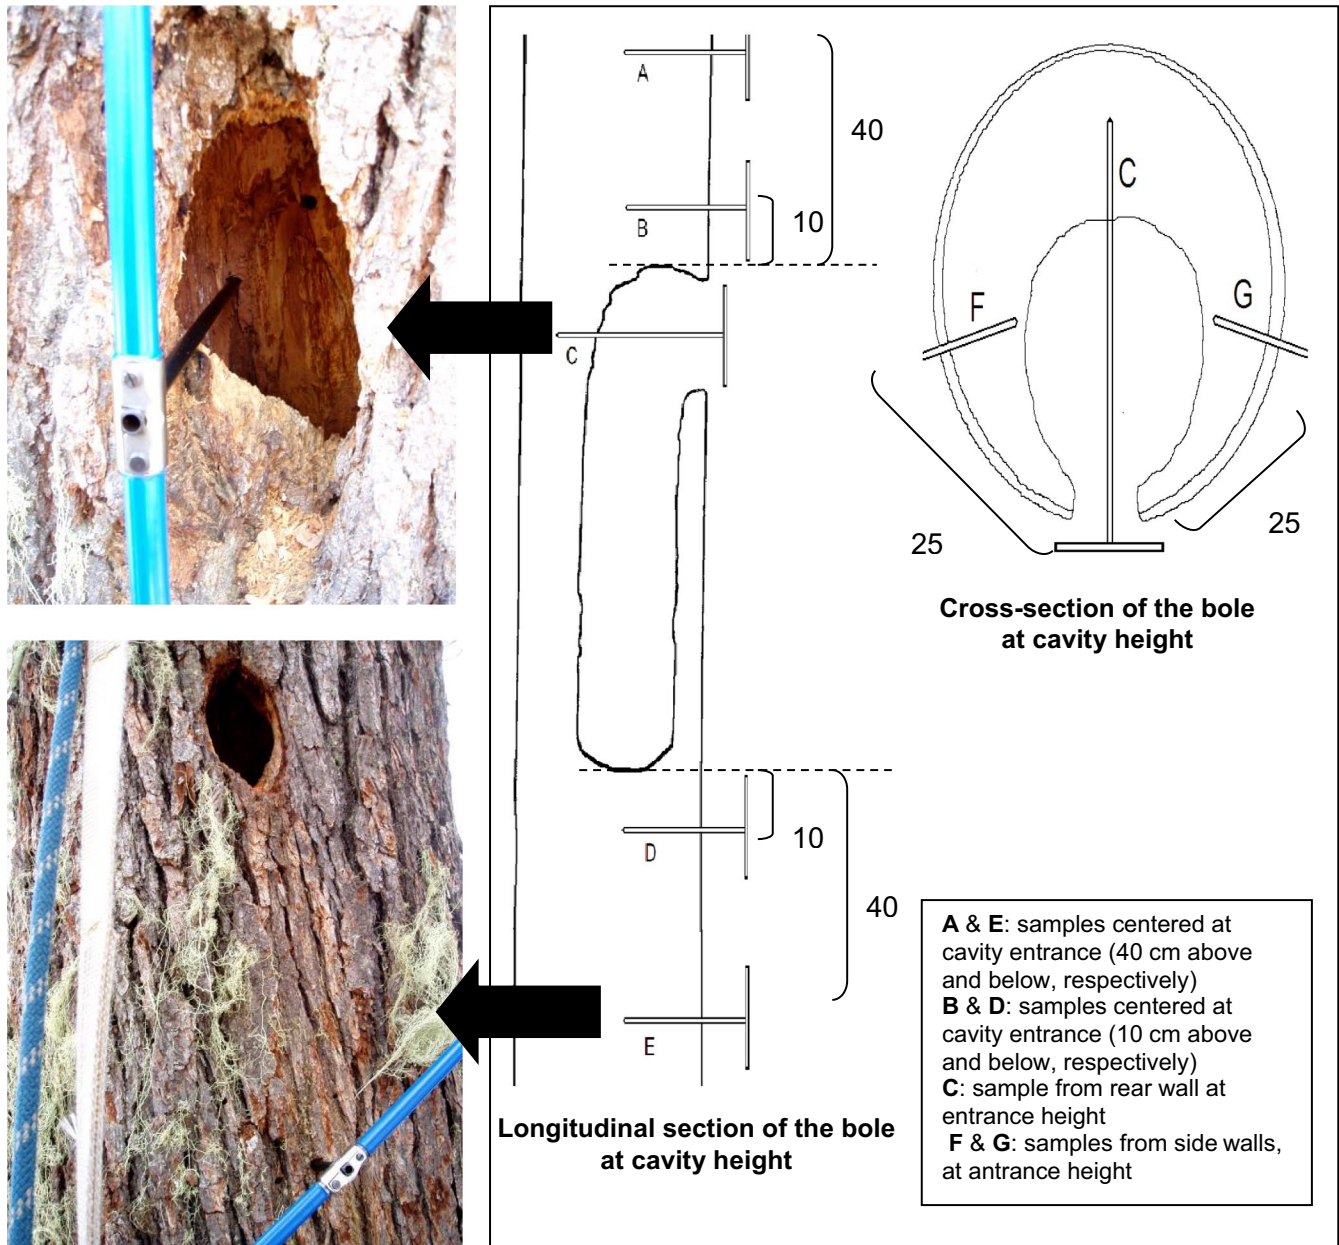 A
40
B
10
C
D
10
40
E
Longitudinal section of the bole
at cavity height
C
F
G
25
25
Cross-section of the bole
at cavity height
A & E: samples centered at
cavity entrance (40 cm above
and below, respectively)
B & D: samples centered at
cavity entrance (10 cm above
and below, respectively)
C: sample from rear wall at
entrance height
F & G: samples from side walls,
at antrance height